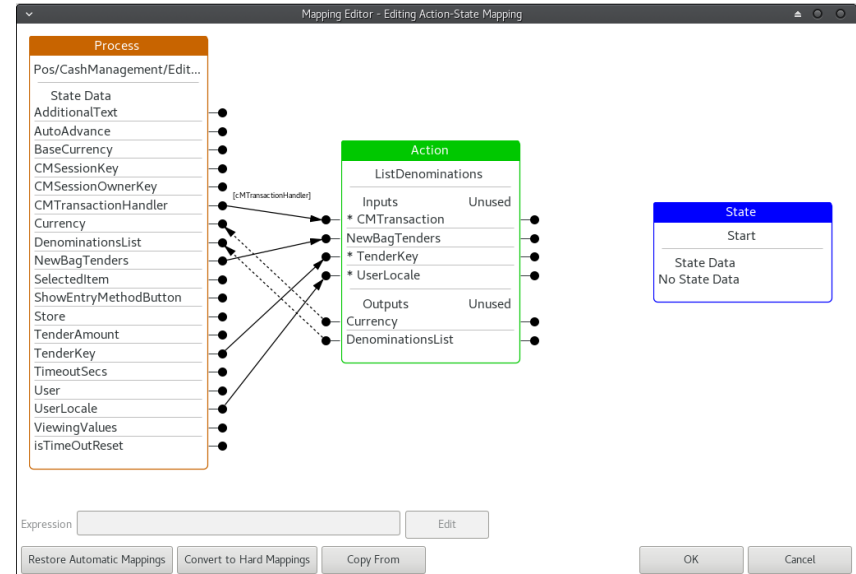 Mapping Editor - Editing Action-State Mapping
Process
Pos/CashManagement/Edit...
State Data
AdditionalText
AutoAdvance
BaseCurrency
CMSessionKey
CMSessionOwnerKey
CMTransactionHandler
Currency
DenominationsList
NewBagTenders
SelectedItem
ShowEntryMethodButton
Store
TenderAmount
TenderKey
TimeoutSecs
User
UserLocale
ViewingValues
isTimeOutReset
[cMTransactionHandler]
Action
ListDenominations
Inputs Unused
* CMTransaction
NewBagTenders
* TenderKey
* UserLocale
Outputs Unused
Currency
DenominationsList
State
Start
State Data
No State Data
Expression Edit
Restore Automatic Mappings Convert to Hard Mappings Copy From OK Cancel